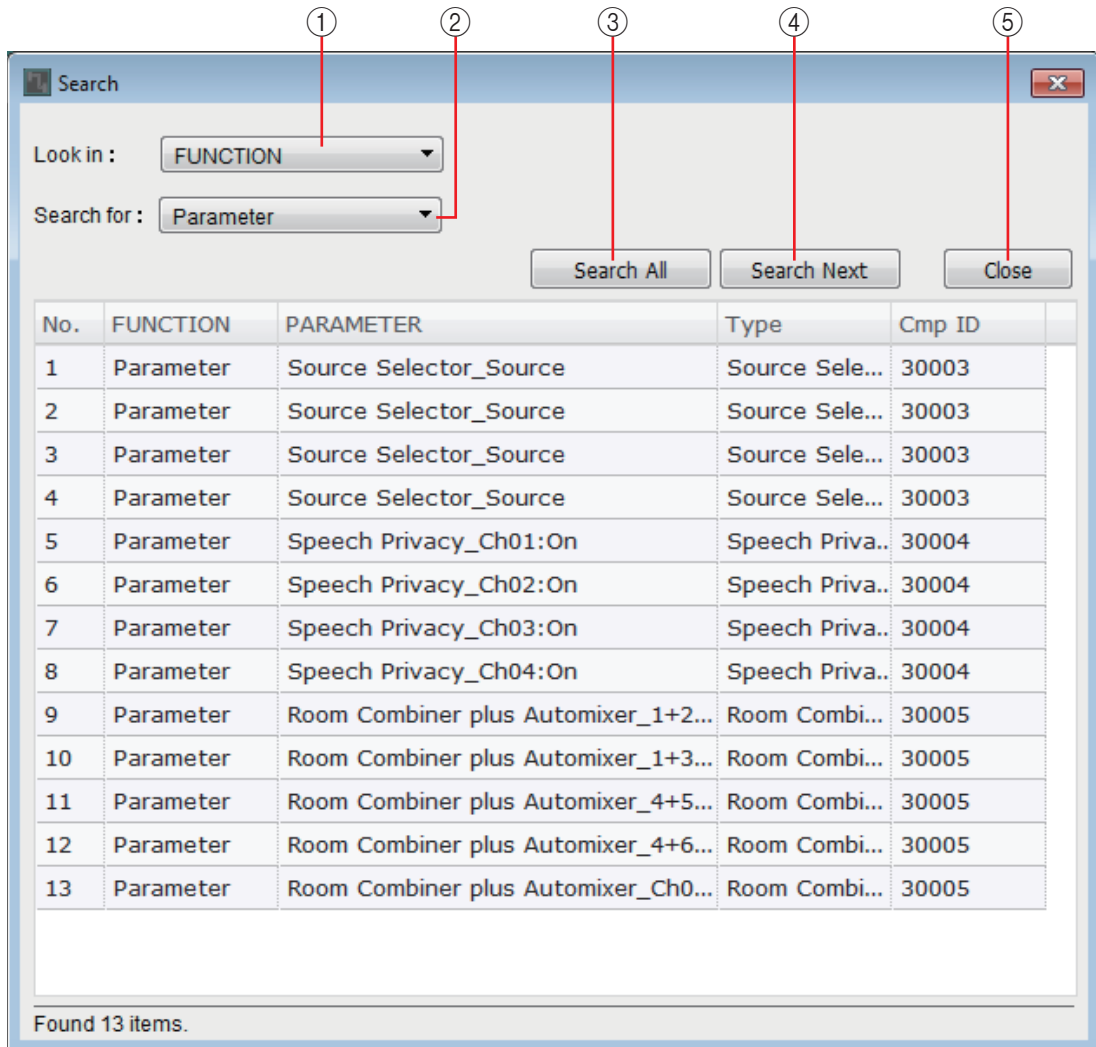 ① ② ③ ④ ⑤
Search
Look in : FUNCTION
Search for : Parameter
Search All Search Next Close
No. FUNCTION PARAMETER Type Cmp ID
1 Parameter Source Selector_Source Source Sele... 30003
2 Parameter Source Selector_Source Source Sele... 30003
3 Parameter Source Selector_Source Source Sele... 30003
4 Parameter Source Selector_Source Source Sele... 30003
5 Parameter Speech Privacy_Ch01:On Speech Priva.. 30004
6 Parameter Speech Privacy_Ch02:On Speech Priva.. 30004
7 Parameter Speech Privacy_Ch03:On Speech Priva.. 30004
8 Parameter Speech Privacy_Ch04:On Speech Priva.. 30004
9 Parameter Room Combiner plus Automixer_1+2... Room Combi... 30005
10 Parameter Room Combiner plus Automixer_1+3... Room Combi... 30005
11 Parameter Room Combiner plus Automixer_4+5... Room Combi... 30005
12 Parameter Room Combiner plus Automixer_4+6... Room Combi... 30005
13 Parameter Room Combiner plus Automixer_Ch0... Room Combi... 30005
Found 13 items.